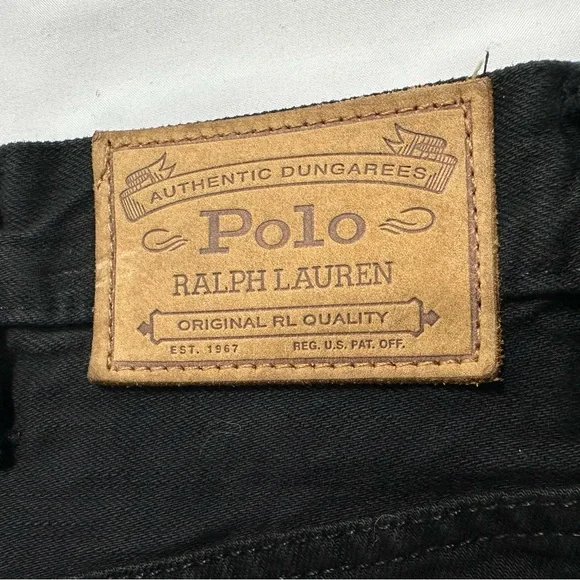 AUTHENTIC DUNGAREES
Polo
RALPH LAUREN
ORIGINAL RL QUALITY
EST. 1967 REG. U.S. PAT. OFF.